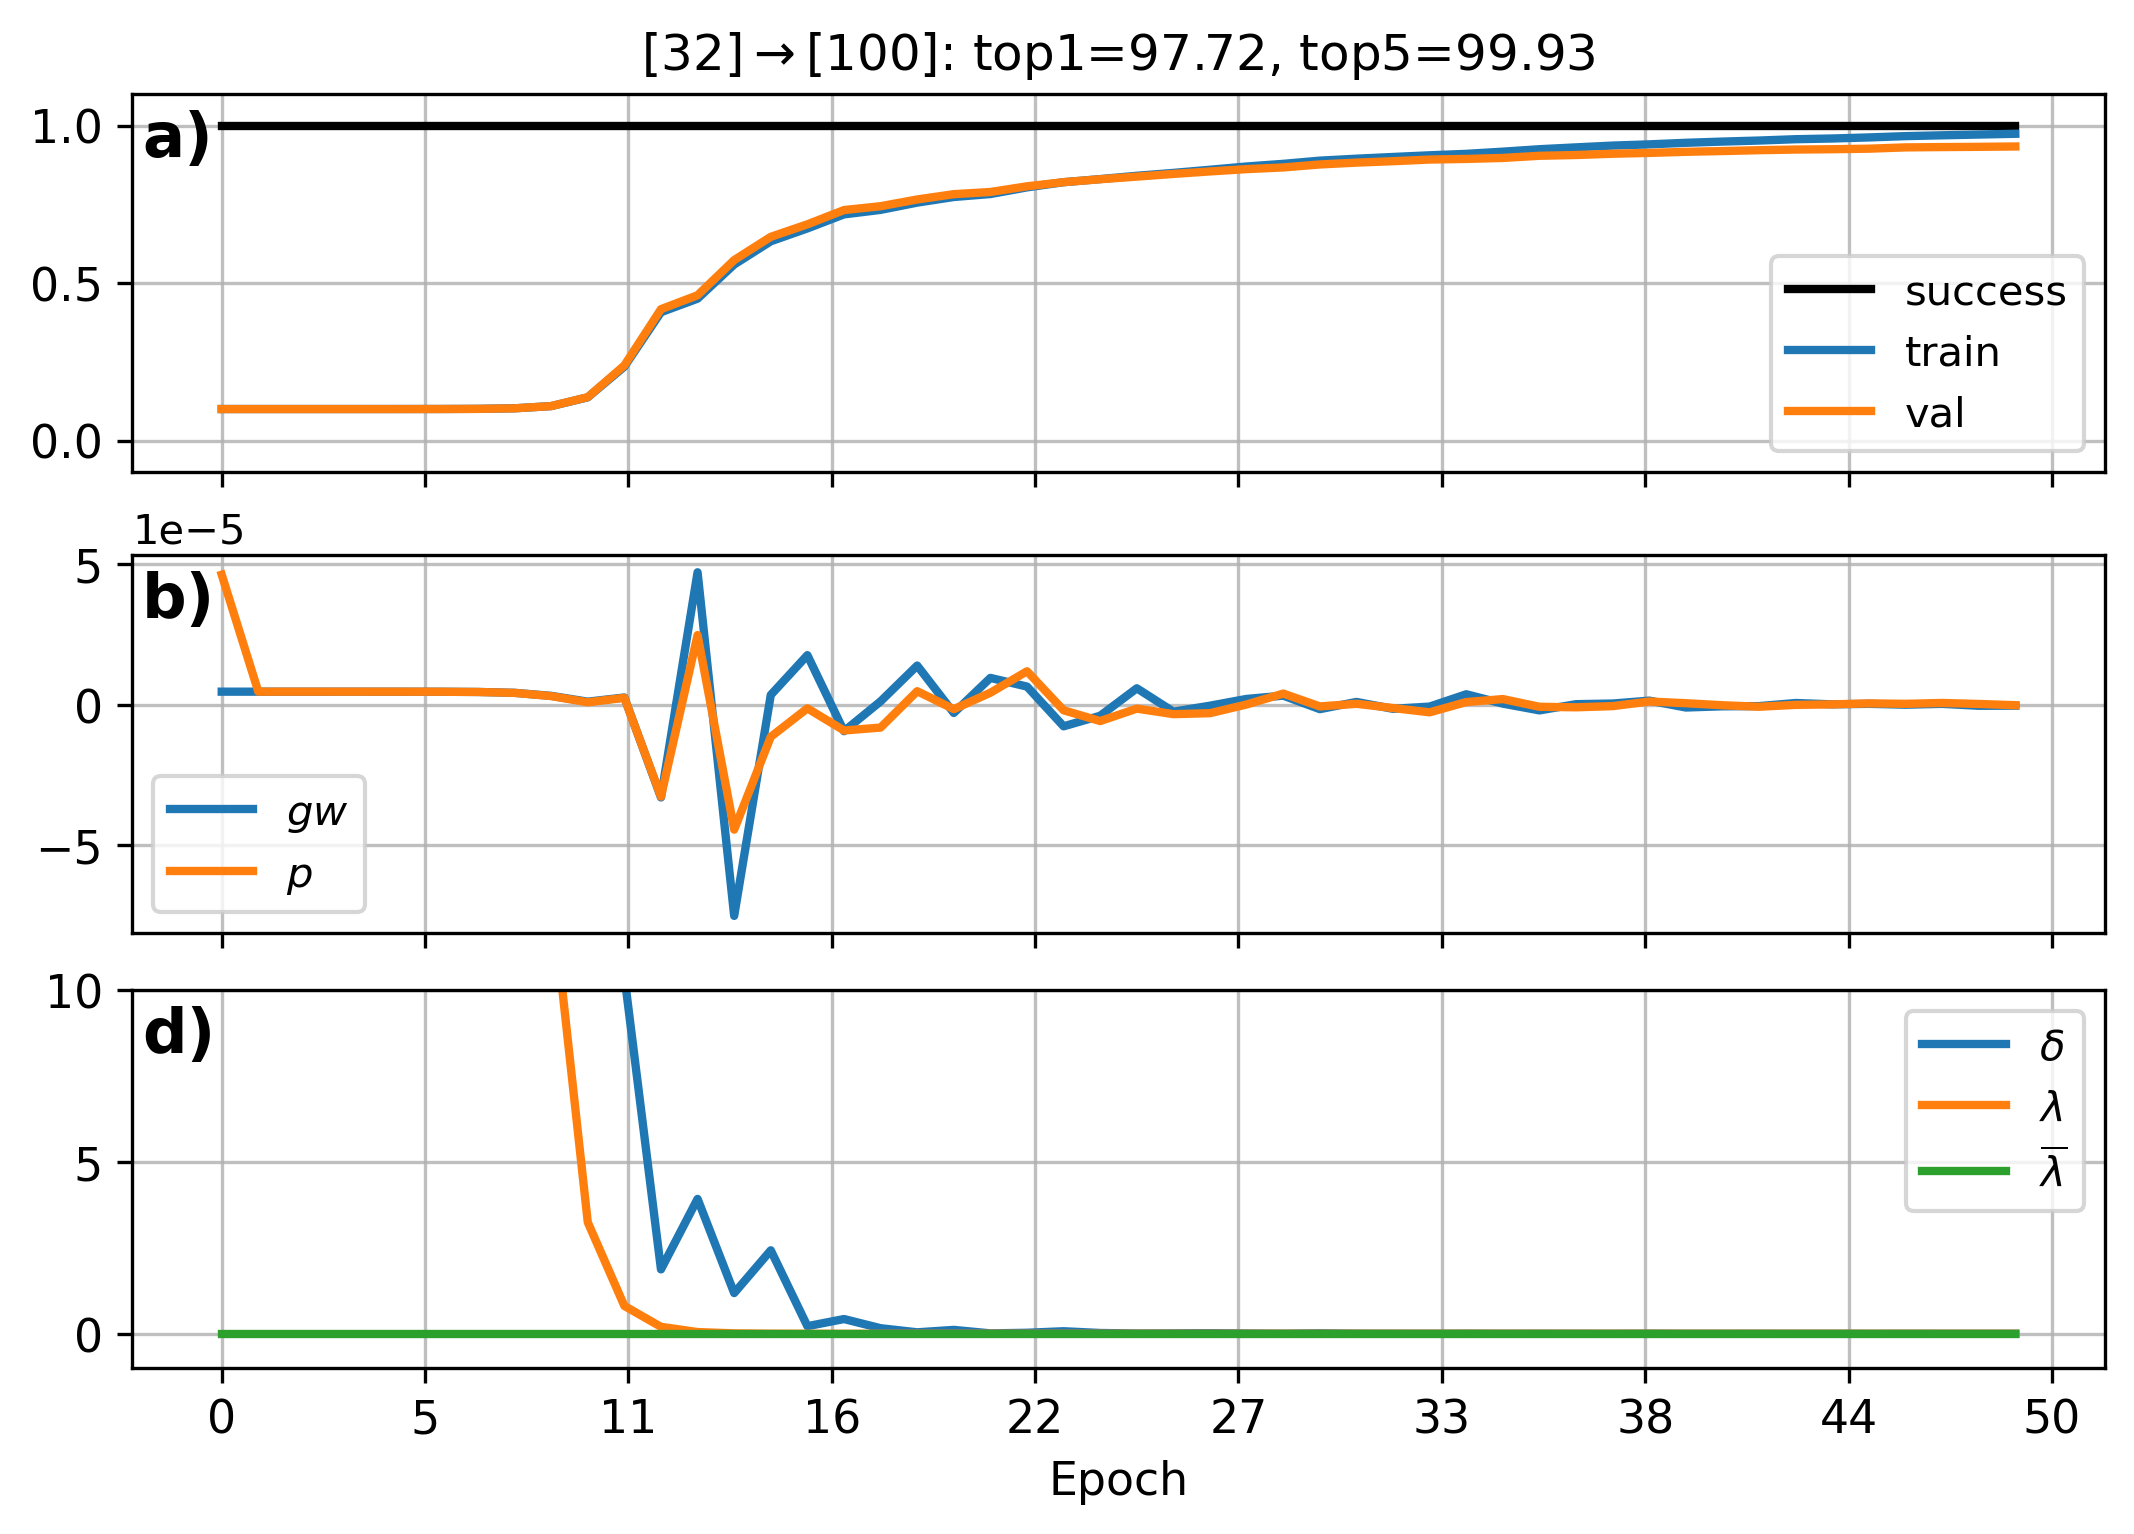 [32]→[100]: top1=97.72, top5=99.93
a)
1.0
0.5
0.0
success
train
val
1e−5
b)
5
0
−5
gw
p
d)
10
5
0
δ
λ
λ̅
0 5 11 16 22 27 33 38 44 50
Epoch